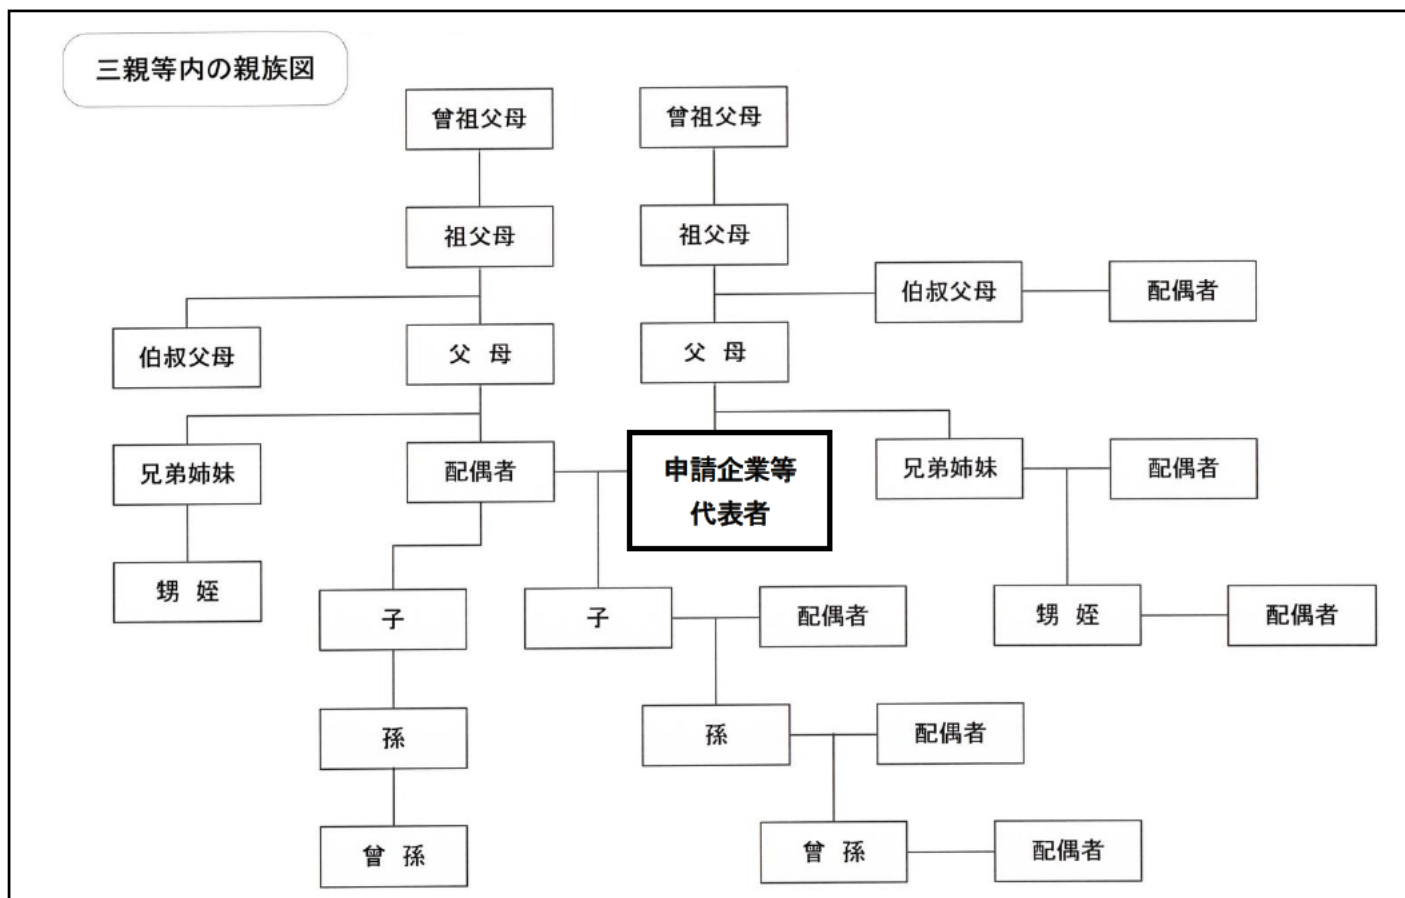 三親等内の親族図
曾祖父母
曾祖父母
祖父母
祖父母
伯叔父母
配偶者
伯叔父母
父 母
父 母
兄弟姉妹
配偶者
申請企業等
代表者
兄弟姉妹
配偶者
甥 姪
子
子
配偶者
甥 姪
配偶者
孫
孫
配偶者
曾 孫
曾 孫
配偶者